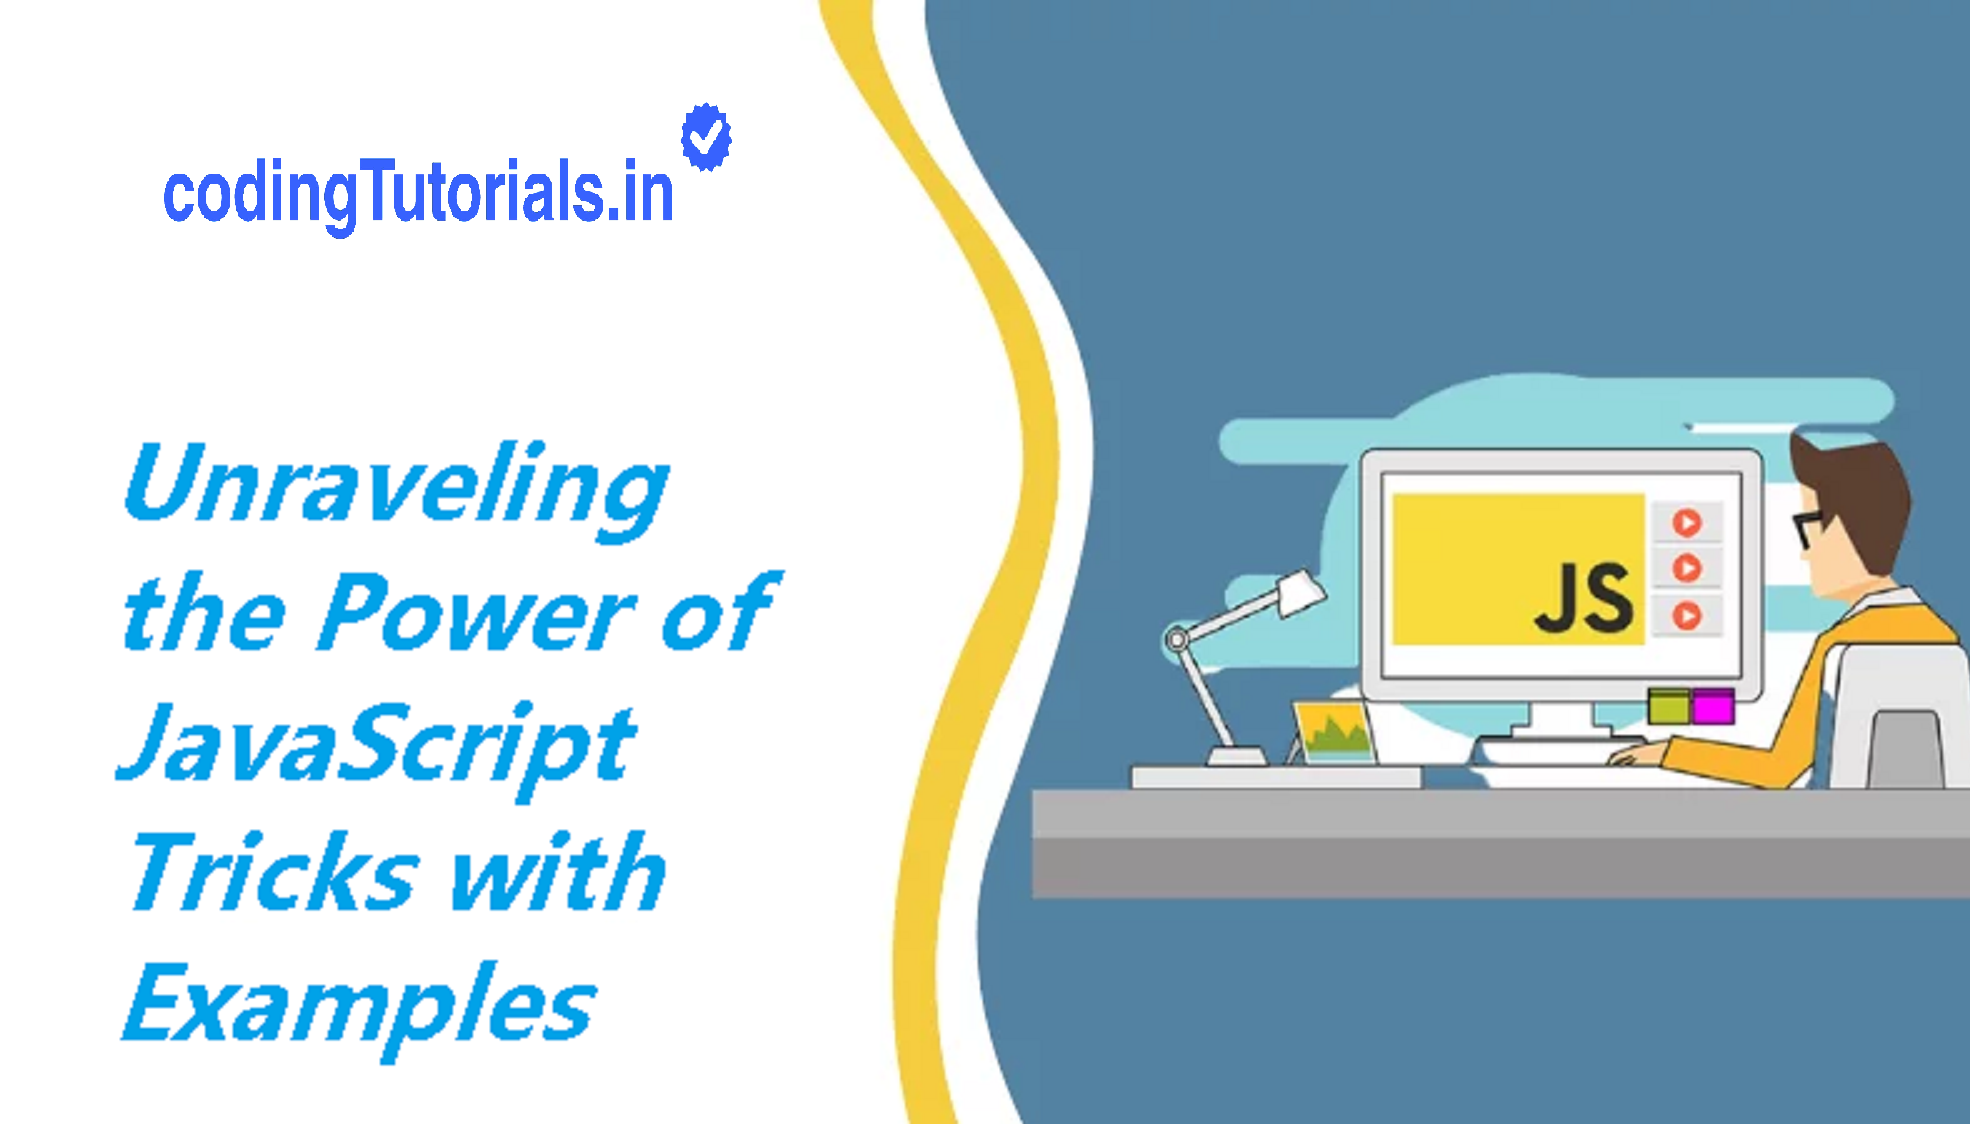 codingTutorials.in
Unraveling
the Power of
JavaScript
Tricks with
Examples
JS